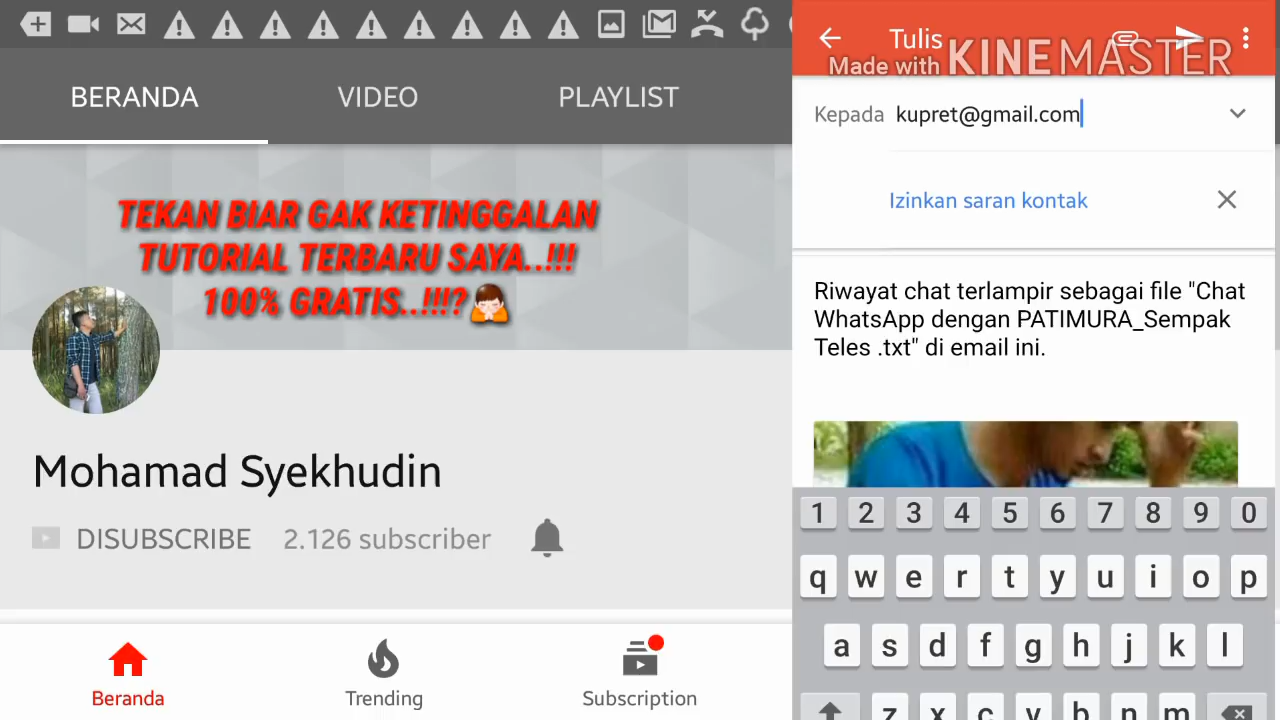 BERANDA
VIDEO
PLAYLIST
TEKAN BIAR GAK KETINGGALAN
TUTORIAL TERBARU SAYA..!!!
100% GRATIS..!!!?
Mohamad Syekhudin
DISUBSCRIBE 2.126 subscriber
Beranda
Trending
Subscription
Tulis
Made with KINEMASTER
Kepada kupret@gmail.com
Izinkan saran kontak
Riwayat chat terlampir sebagai file "Chat
WhatsApp dengan PATIMURA_Sempak
Teles .txt" di email ini.
1 2 3 4 5 6 7 8 9 0
q w e r t y u i o p
a s d f g h j k l
z x c v b n m